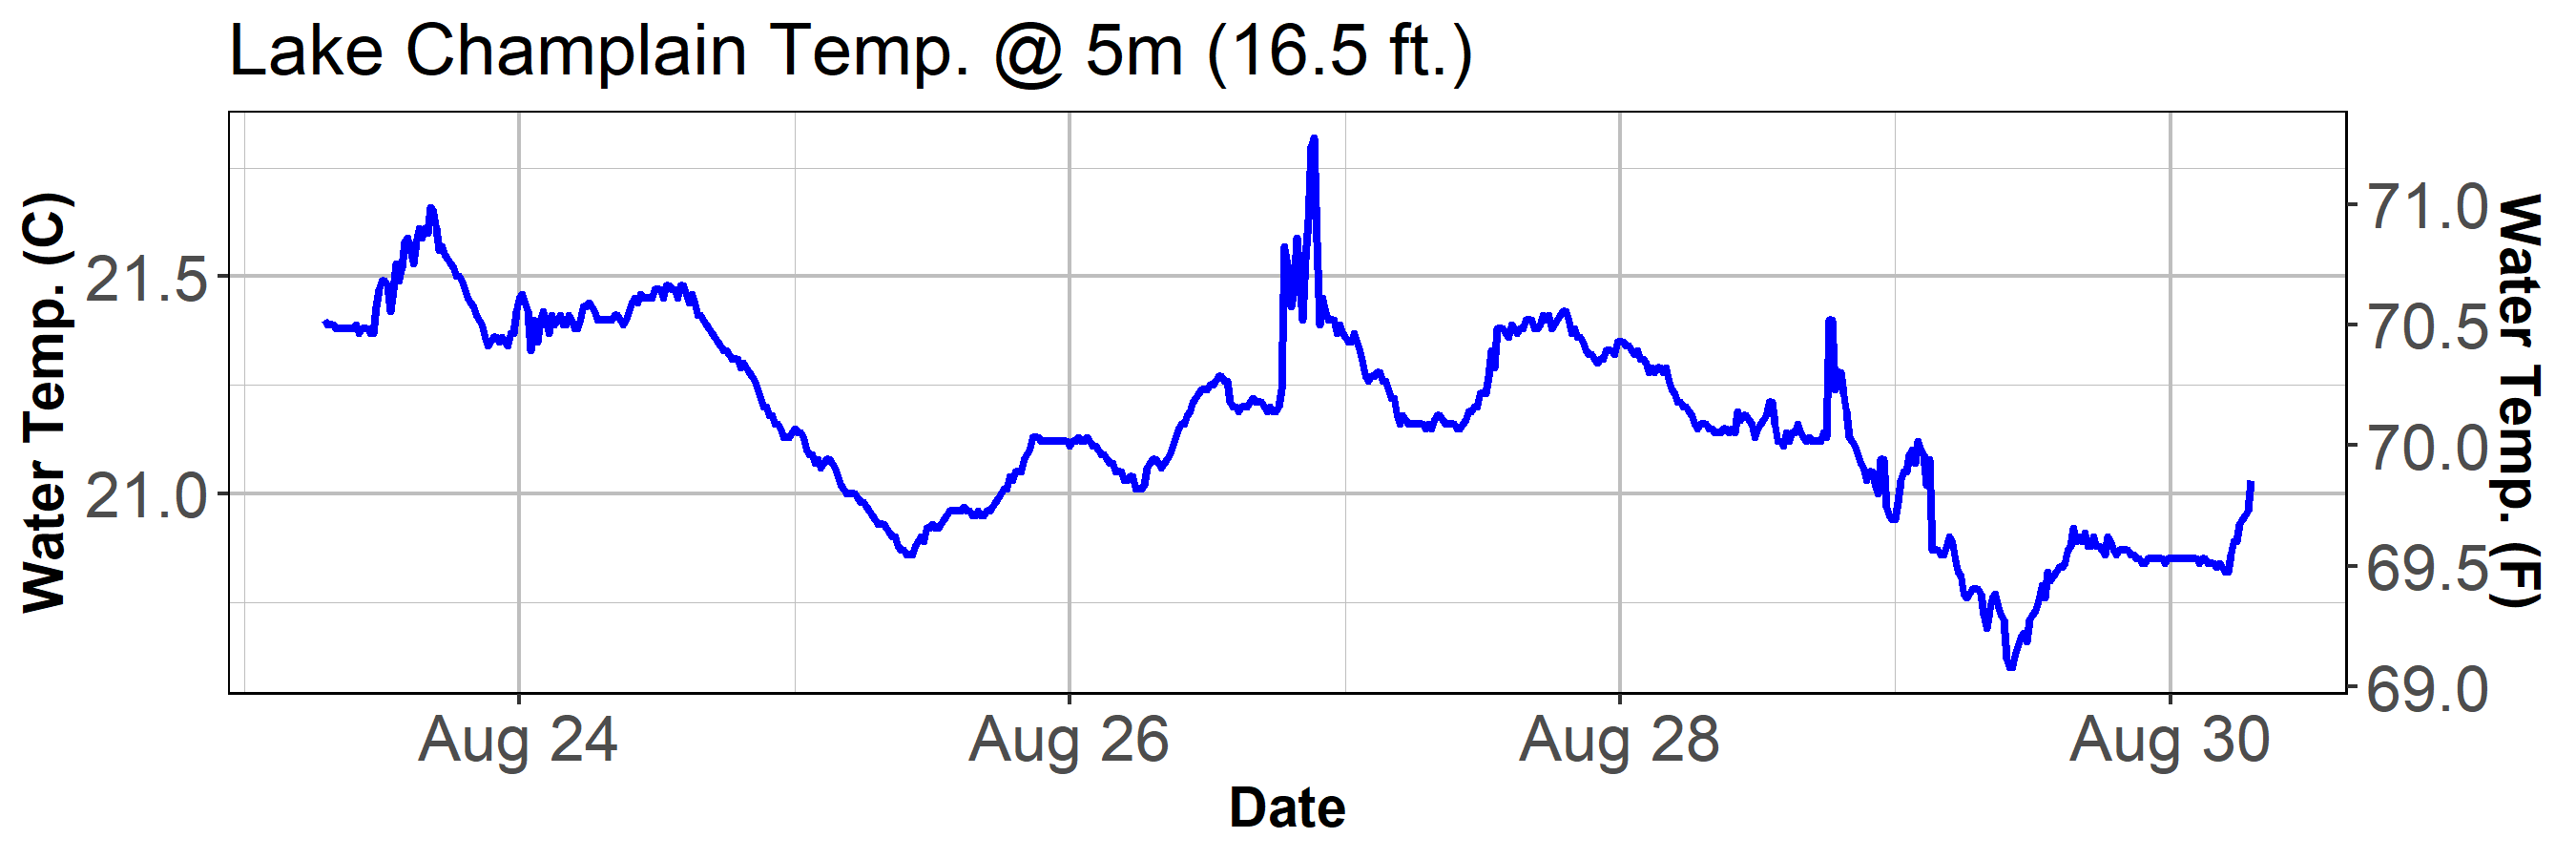 Lake Champlain Temp. @ 5m (16.5 ft.)
Water Temp. (C)
21.5
21.0
71.0
70.5
70.0
69.5
69.0
Water Temp. (F)
Aug 24 Aug 26 Aug 28 Aug 30
Date